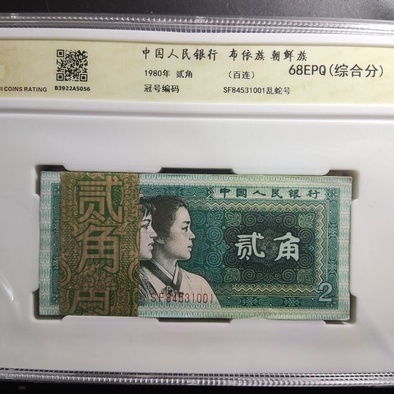 中国人民银行 布依族 朝鲜族
1980年 贰角 (百连) 68EPQ(综合分)
COINS RATING B3922A5056 冠号编码 SF84531001乱蛇号
中国人民银行
贰角
贰角
SF84531001
2